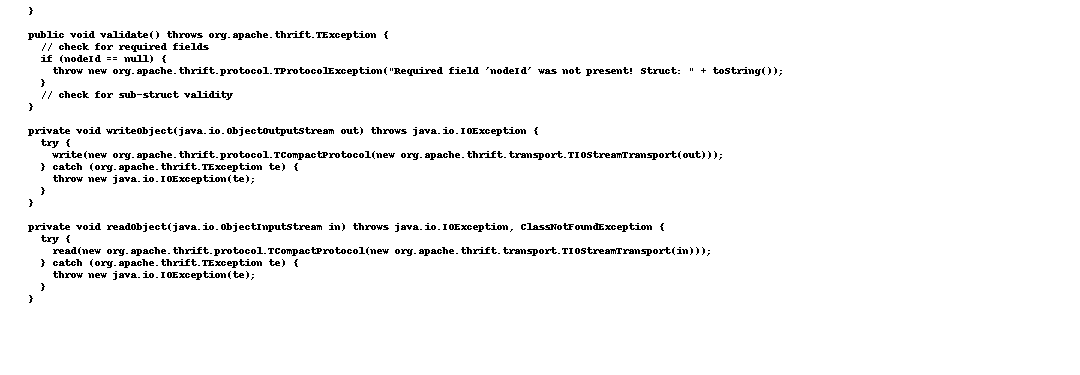 }
public void validate() throws org.apache.thrift.TException {
// check for required fields
if (nodeId == null) {
throw new org.apache.thrift.protocol.TProtocolException("Required field 'nodeId' was not present! Struct: " + toString());
}
// check for sub-struct validity
}
private void writeObject(java.io.ObjectOutputStream out) throws java.io.IOException {
try {
write(new org.apache.thrift.protocol.TCompactProtocol(new org.apache.thrift.transport.TIOStreamTransport(out)));
} catch (org.apache.thrift.TException te) {
throw new java.io.IOException(te);
}
}
private void readObject(java.io.ObjectInputStream in) throws java.io.IOException, ClassNotFoundException {
try {
read(new org.apache.thrift.protocol.TCompactProtocol(new org.apache.thrift.transport.TIOStreamTransport(in)));
} catch (org.apache.thrift.TException te) {
throw new java.io.IOException(te);
}
}